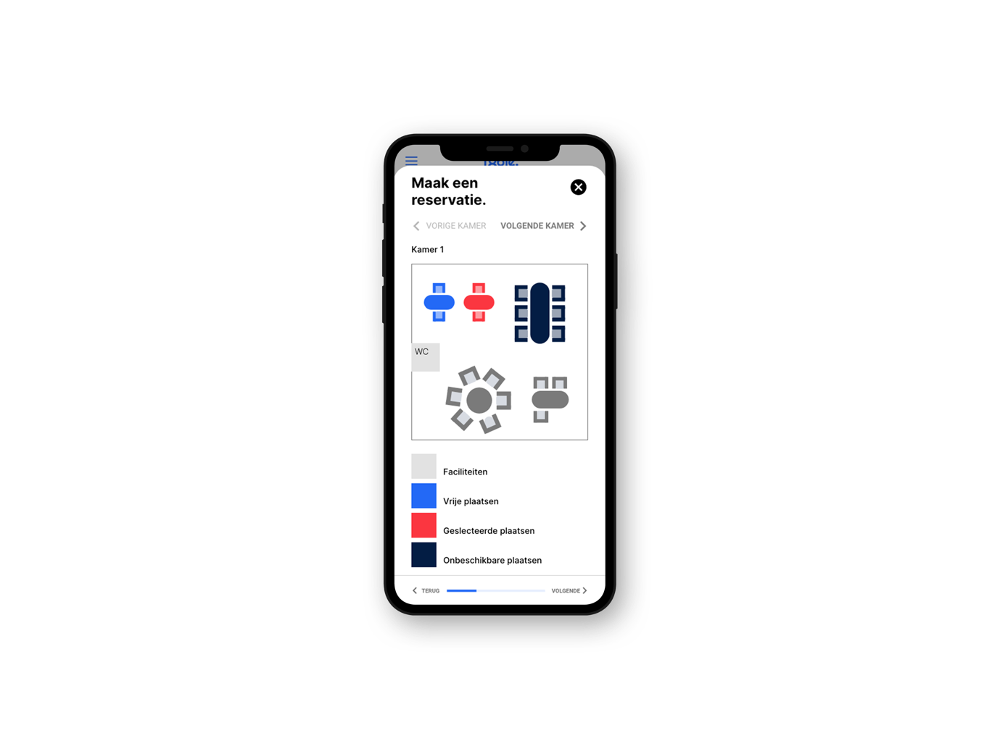 Maak een
reservatie.
VORIGE KAMER VOLGENDE KAMER
Kamer 1
WC
Faciliteiten
Vrije plaatsen
Geslecteerde plaatsen
Onbeschikbare plaatsen
TERUG VOLGENDE